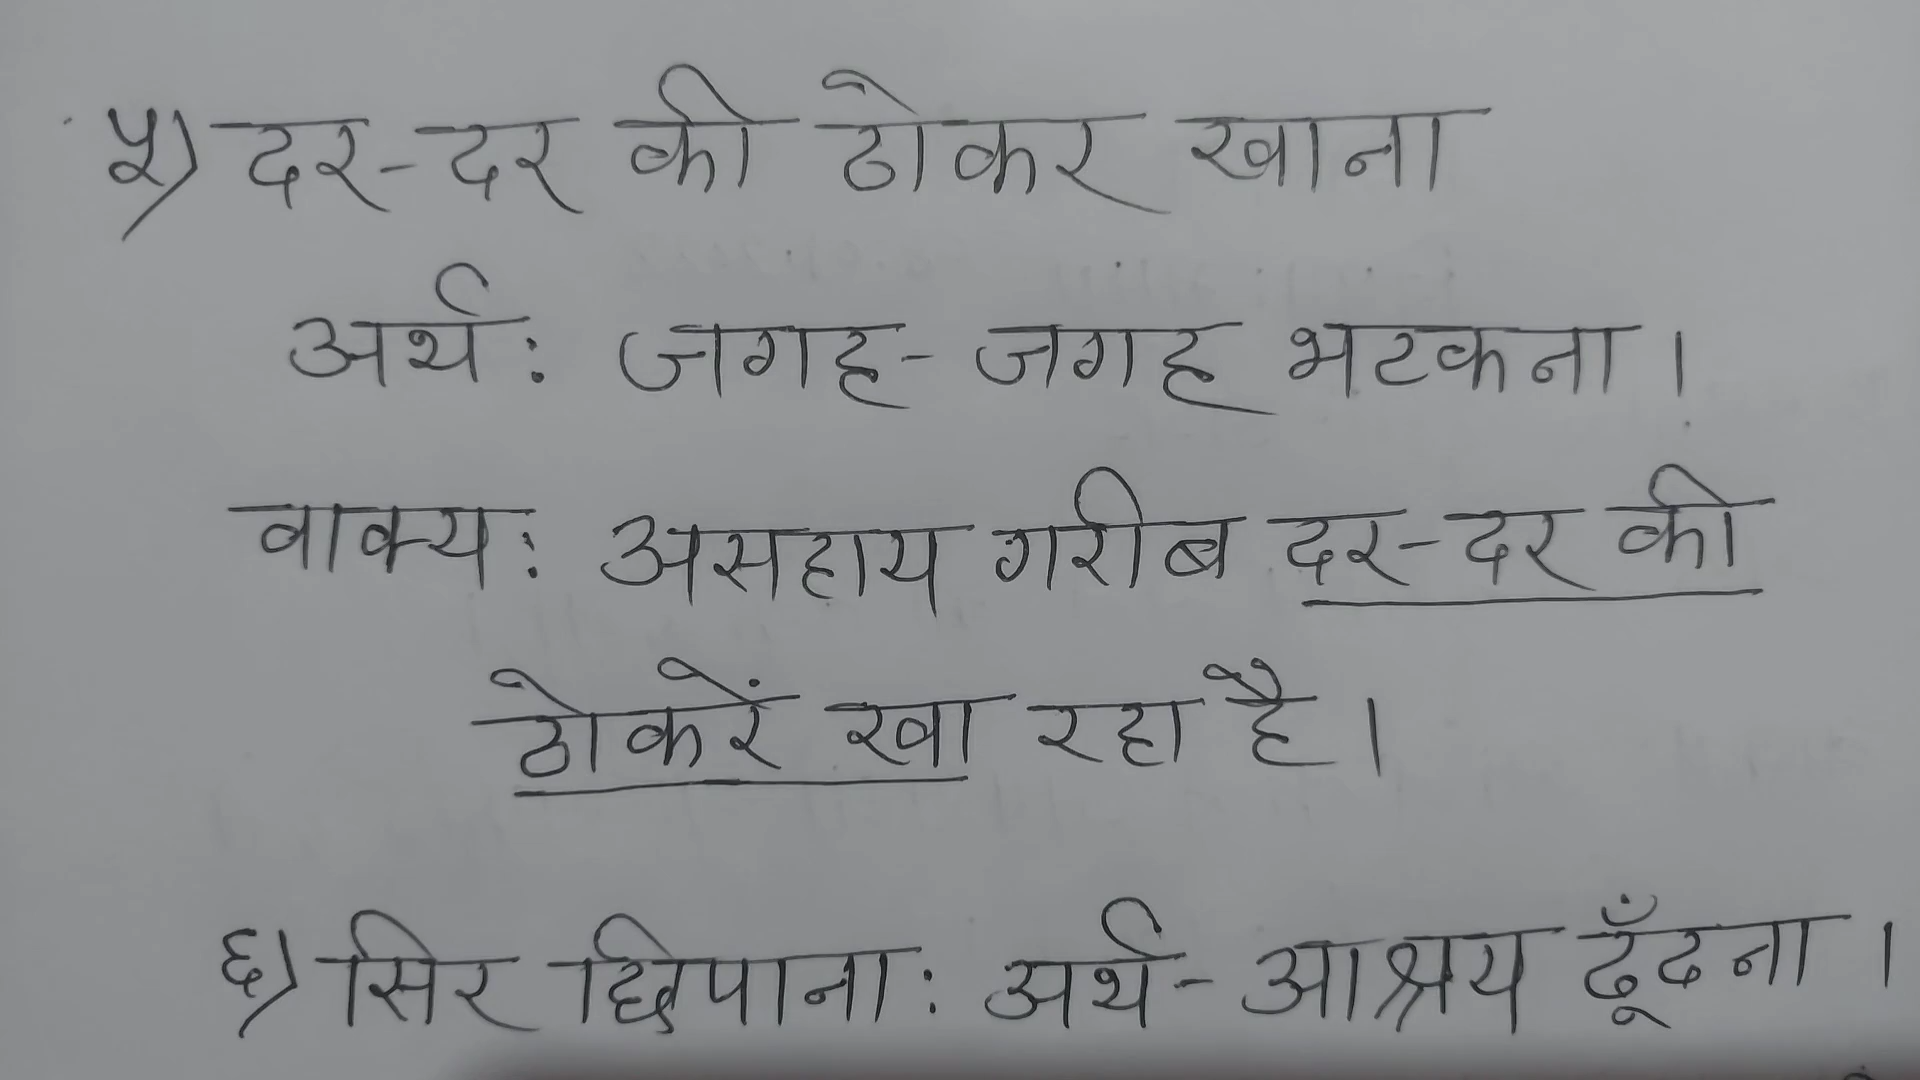 ५) दर-दर की ठोकर खाना
अर्थ: जगह-जगह भटकना।
वाक्य: असहाय गरीब दर-दर की
ठोकरें खा रहा है।
६) सिर छिपाना: अर्थ- आश्रय ढूँढना।